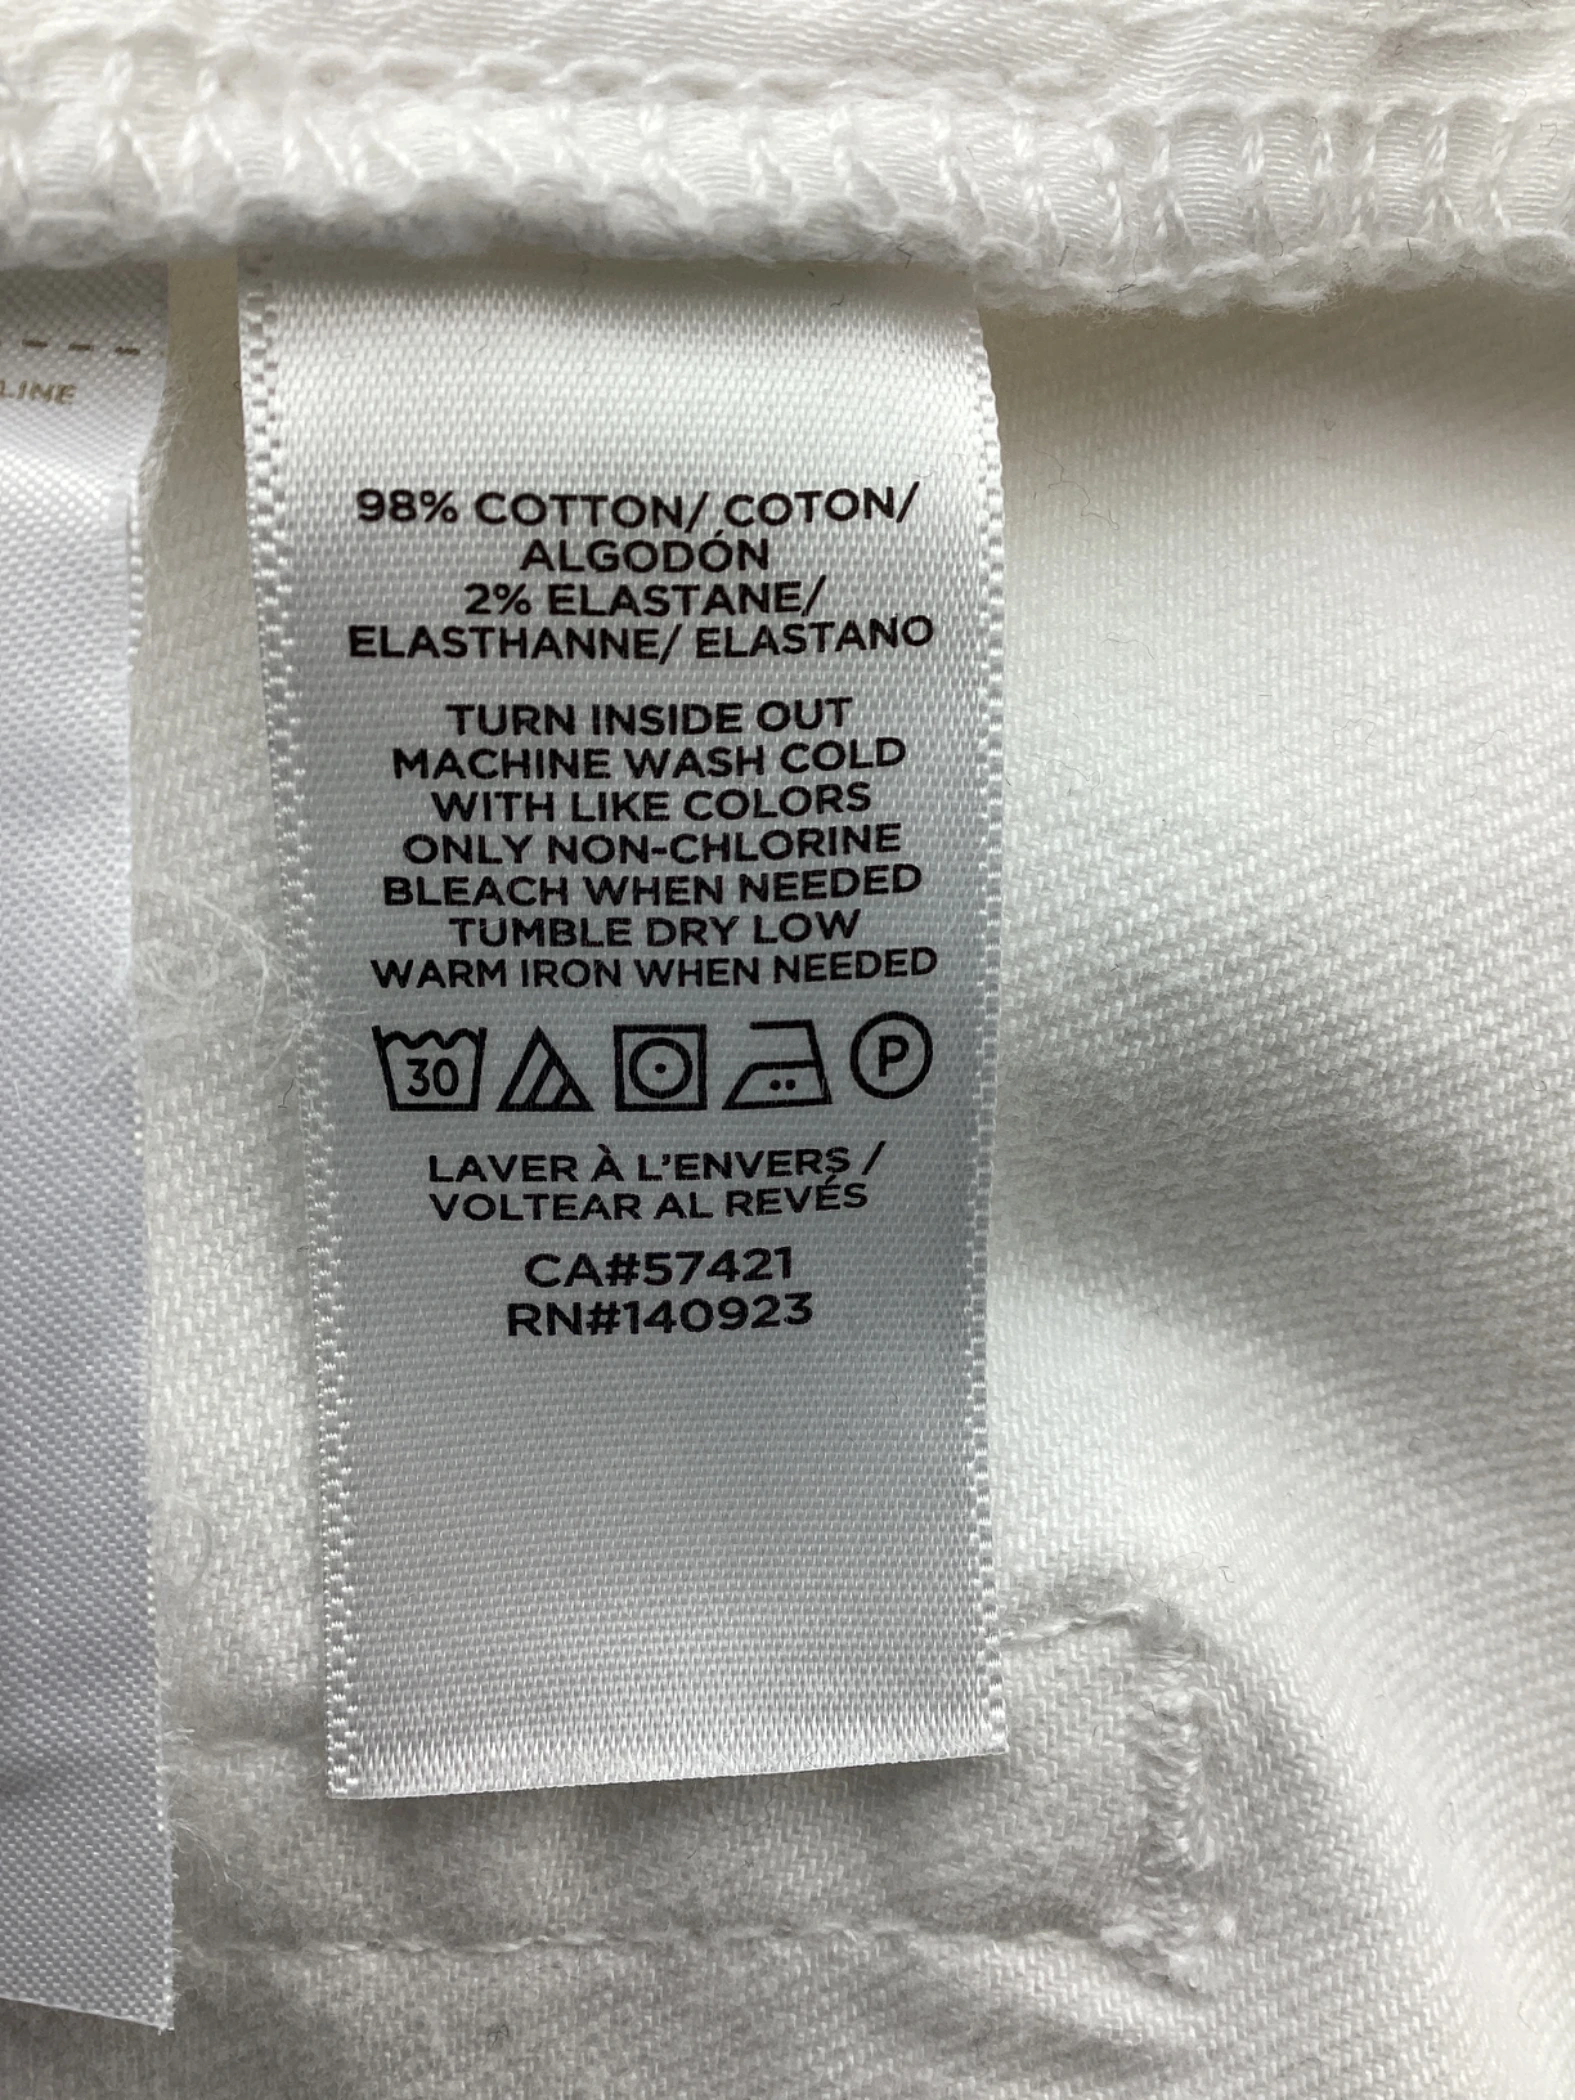 LINE
98% COTTON/ COTON/
ALGODÓN
2% ELASTANE/
ELASTHANNE/ ELASTANO
TURN INSIDE OUT
MACHINE WASH COLD
WITH LIKE COLORS
ONLY NON-CHLORINE
BLEACH WHEN NEEDED
TUMBLE DRY LOW
WARM IRON WHEN NEEDED
30 P
LAVER À L'ENVERS /
VOLTEAR AL REVÉS
CA#57421
RN#140923